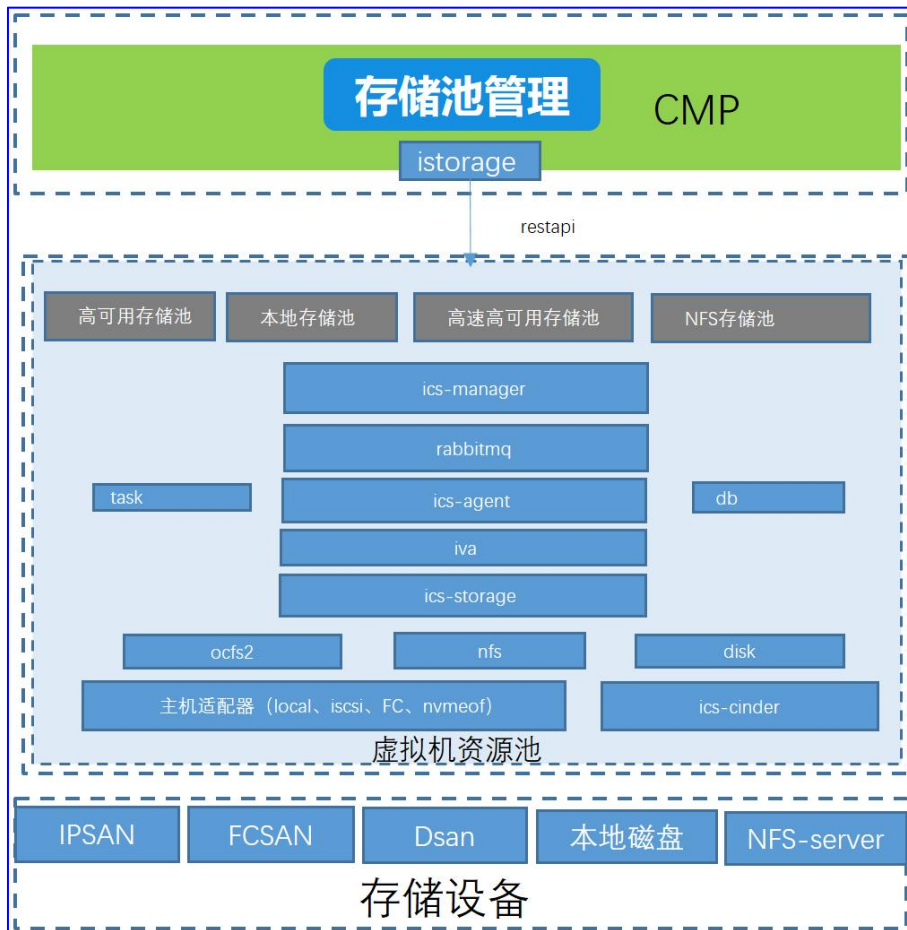 存储池管理
CMP
istorage
restapi
高可用存储池
本地存储池
高速高可用存储池
NFS存储池
ics-manager
rabbitmq
task
ics-agent
db
iva
ics-storage
ocfs2
nfs
disk
主机适配器（local、iscsi、FC、nvmeof）
ics-cinder
虚拟机资源池
IPSAN
FCSAN
Dsan
本地磁盘
NFS-server
存储设备